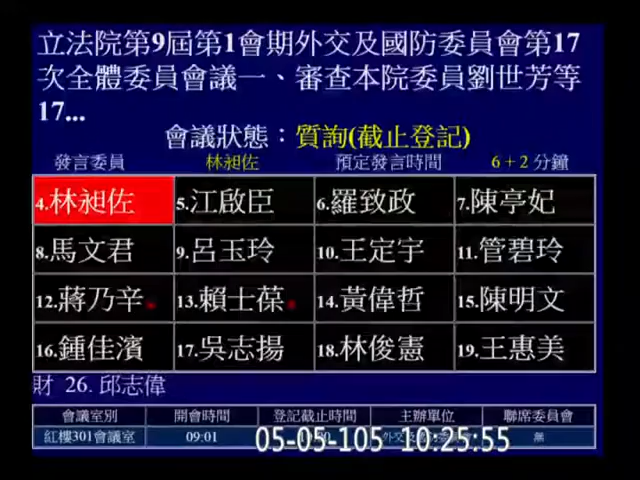 立法院第9屆第1會期外交及國防委員會第17
次全體委員會議一、審查本院委員劉世芳等
17...
會議狀態：質詢(截止登記)
發言委員 林昶佐 預定發言時間 6+2分鐘
4.林昶佐 5.江啟臣 6.羅致政 7.陳亭妃
8.馬文君 9.呂玉玲 10.王定宇 11.管碧玲
12.蔣乃辛 13.賴士葆 14.黃偉哲 15.陳明文
16.鍾佳濱 17.吳志揚 18.林俊憲 19.王惠美
財 26. 邱志偉
會議室別 開會時間 登記截止時間 主辦單位 聯席委員會
紅樓301會議室 09:01 無
05-05-105 10:25:55